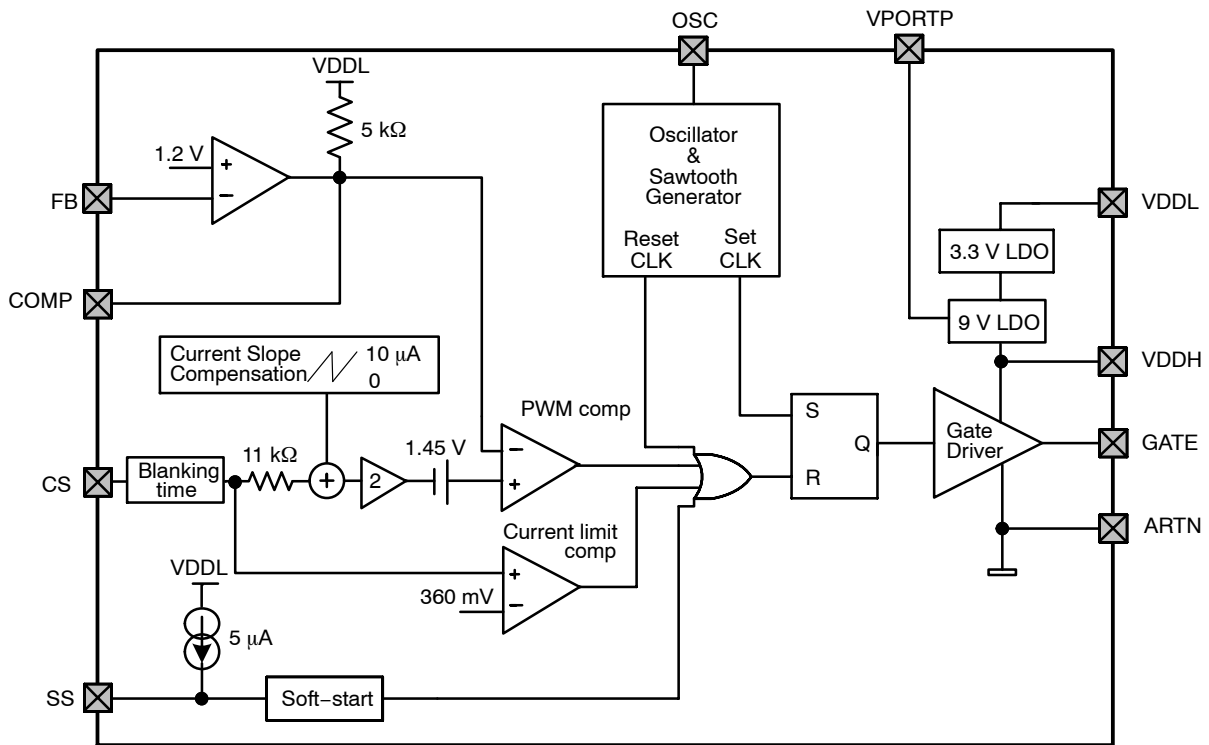 OSC
VPORTP
VDDL
5 kΩ
1.2 V
+
−
FB
COMP
Oscillator
&
Sawtooth
Generator
Reset
CLK
Set
CLK
VDDL
3.3 V LDO
9 V LDO
VDDH
Current Slope
Compensation
10 μA
0
PWM comp
1.45 V
−
+
11 kΩ
CS
Blanking
time
+
2
S
R
Q
Gate
Driver
GATE
ARTN
Current limit
comp
+
−
360 mV
VDDL
5 μA
SS
Soft−start